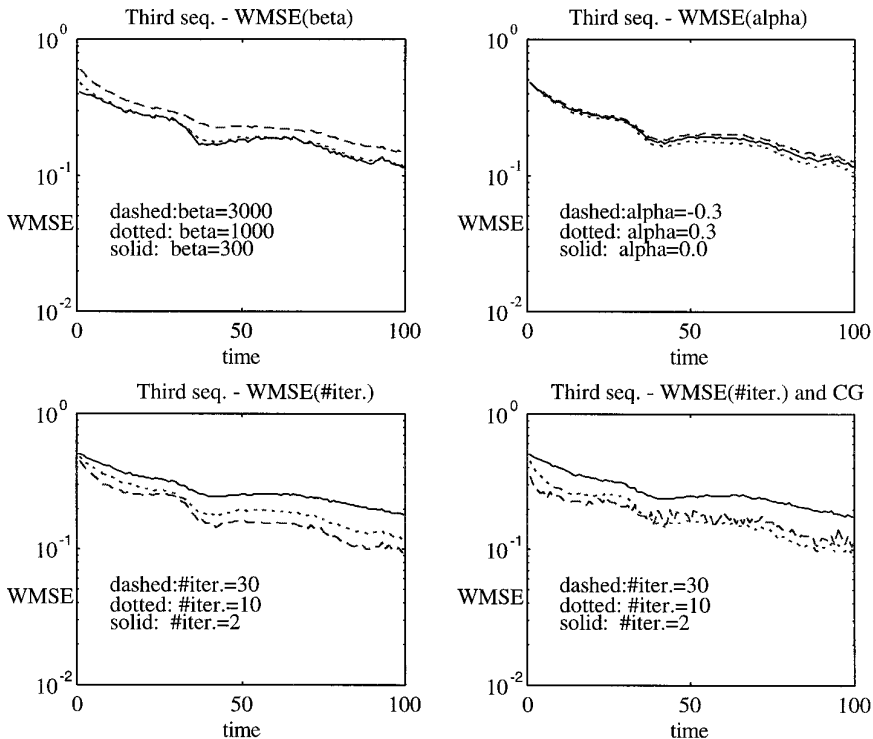 Third seq. - WMSE(beta)
10^0
10^-1
WMSE
10^-2
dashed:beta=3000
dotted: beta=1000
solid: beta=300
0 50 100
time
Third seq. - WMSE(alpha)
10^0
10^-1
WMSE
10^-2
dashed:alpha=-0.3
dotted: alpha=0.3
solid: alpha=0.0
0 50 100
time
Third seq. - WMSE(#iter.)
10^0
10^-1
WMSE
10^-2
dashed:#iter.=30
dotted: #iter.=10
solid: #iter.=2
0 50 100
time
Third seq. - WMSE(#iter.) and CG
10^0
10^-1
WMSE
10^-2
dashed:#iter.=30
dotted: #iter.=10
solid: #iter.=2
0 50 100
time